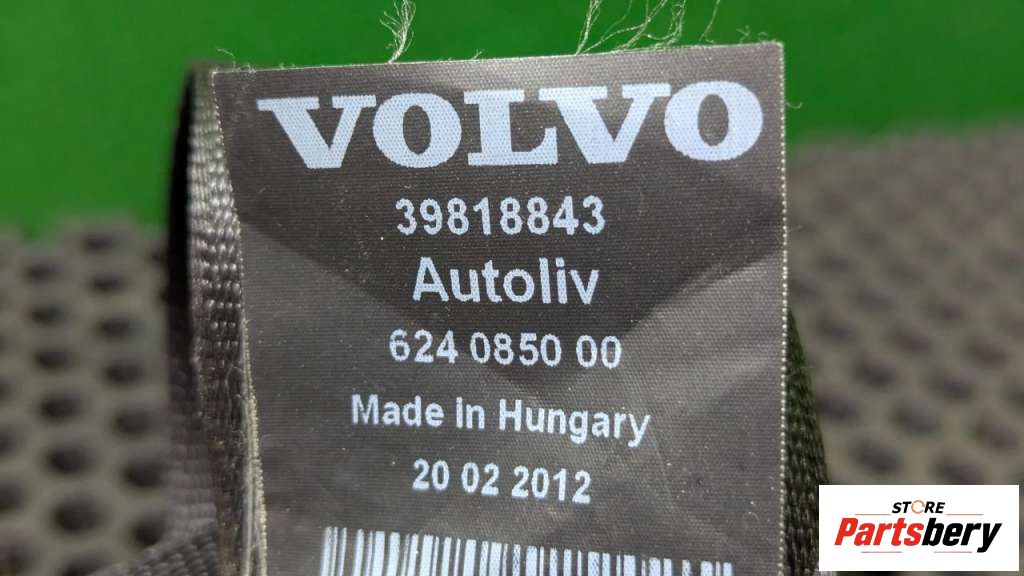 VOLVO
39818843
Autoliv
624 0850 00
Made in Hungary
20 02 2012
STORE
Partsbery